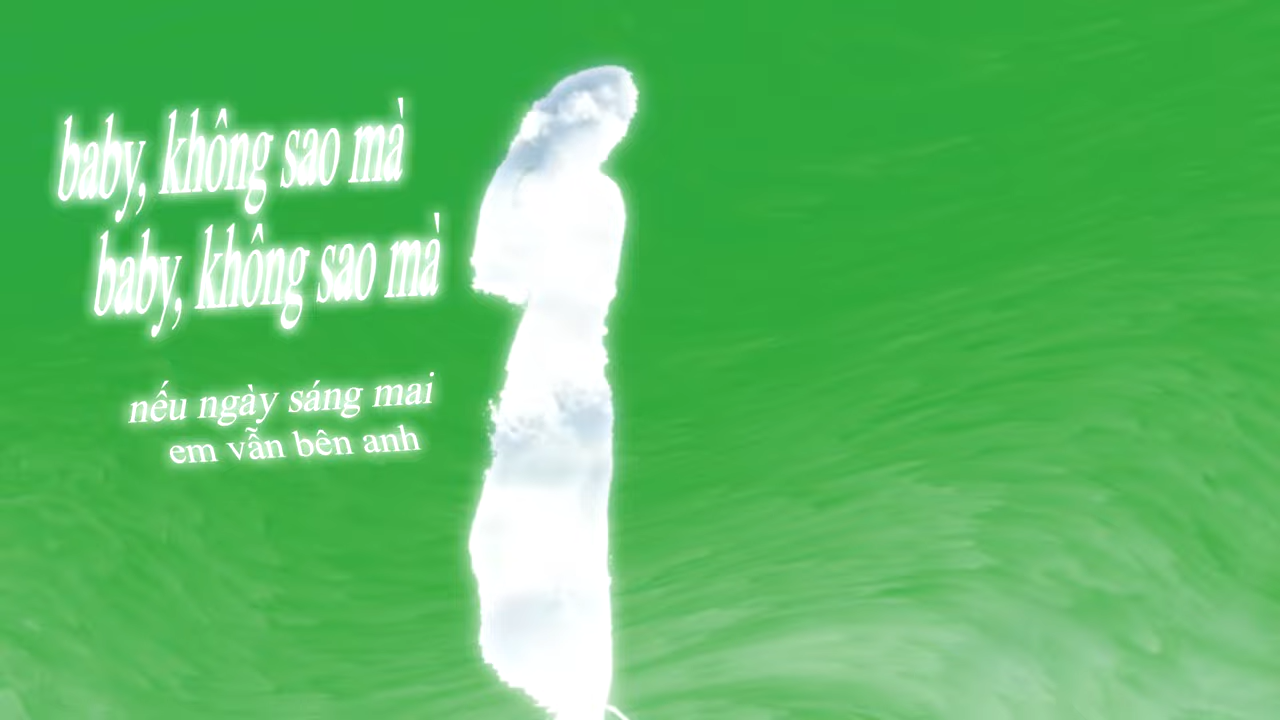 baby, không sao mà
baby, không sao mà
nếu ngày sáng mai
em vẫn bên anh